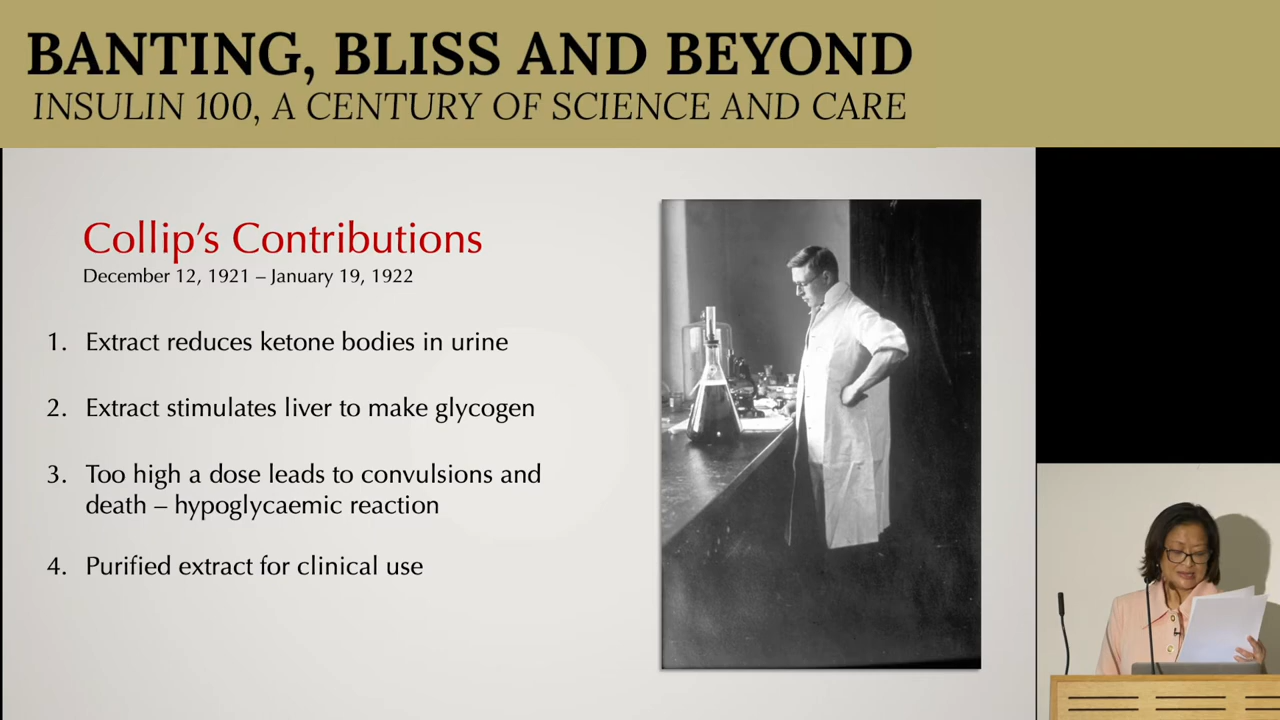 BANTING, BLISS AND BEYOND
INSULIN 100, A CENTURY OF SCIENCE AND CARE
Collip's Contributions
December 12, 1921 – January 19, 1922
1. Extract reduces ketone bodies in urine
2. Extract stimulates liver to make glycogen
3. Too high a dose leads to convulsions and
death – hypoglycaemic reaction
4. Purified extract for clinical use